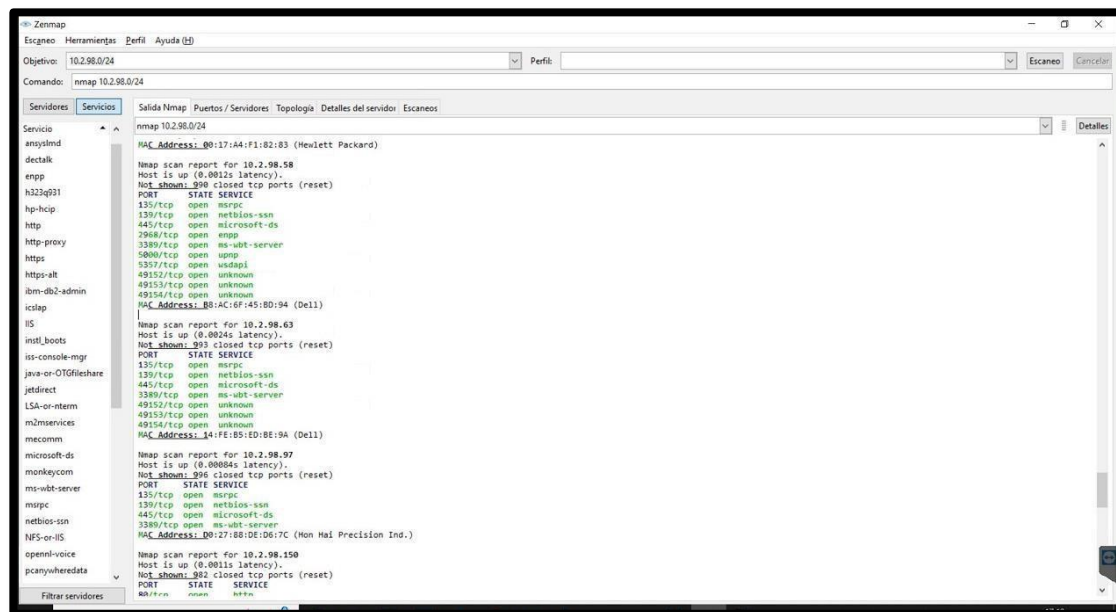 Zenmap
Escaneo Herramientas Perfil Ayuda (H)
Objetivo: 10.2.98.0/24 Perfil: Escaneo Cancelar
Comando: nmap 10.2.98.0/24
Servidores Servicios
Salida Nmap Puertos / Servidores Topología Detalles del servidor Escaneos
Servicio
ansyslmd
dectalk
enpp
h323q931
hp-hcip
http
http-proxy
https
https-alt
ibm-db2-admin
icslap
IIS
instl_boots
iss-console-mgr
java-or-OTGfileshare
jetdirect
LSA-or-nterm
m2mservices
mecomm
microsoft-ds
monkeycom
ms-wbt-server
msrpc
netbios-ssn
NFS-or-IIS
opennl-voice
pcanywheredata
Filtrar servidores
nmap 10.2.98.0/24 Detalles
MAC Address: 00:17:A4:F1:82:83 (Hewlett Packard)
Nmap scan report for 10.2.98.58
Host is up (0.0012s latency).
Not shown: 990 closed tcp ports (reset)
PORT STATE SERVICE
135/tcp open msrpc
139/tcp open netbios-ssn
445/tcp open microsoft-ds
2968/tcp open enpp
3389/tcp open ms-wbt-server
5000/tcp open upnp
5357/tcp open wsdapi
49152/tcp open unknown
49153/tcp open unknown
49154/tcp open unknown
MAC Address: B8:AC:6F:45:BD:94 (Dell)
Nmap scan report for 10.2.98.63
Host is up (0.0024s latency).
Not shown: 993 closed tcp ports (reset)
PORT STATE SERVICE
135/tcp open msrpc
139/tcp open netbios-ssn
445/tcp open microsoft-ds
3389/tcp open ms-wbt-server
49152/tcp open unknown
49153/tcp open unknown
49154/tcp open unknown
MAC Address: 14:FE:B5:ED:BE:9A (Dell)
Nmap scan report for 10.2.98.97
Host is up (0.00084s latency).
Not shown: 996 closed tcp ports (reset)
PORT STATE SERVICE
135/tcp open msrpc
139/tcp open netbios-ssn
445/tcp open microsoft-ds
3389/tcp open ms-wbt-server
MAC Address: D0:27:88:DE:D6:7C (Hon Hai Precision Ind.)
Nmap scan report for 10.2.98.150
Host is up (0.0011s latency).
Not shown: 982 closed tcp ports (reset)
PORT STATE SERVICE
80/tcp open http